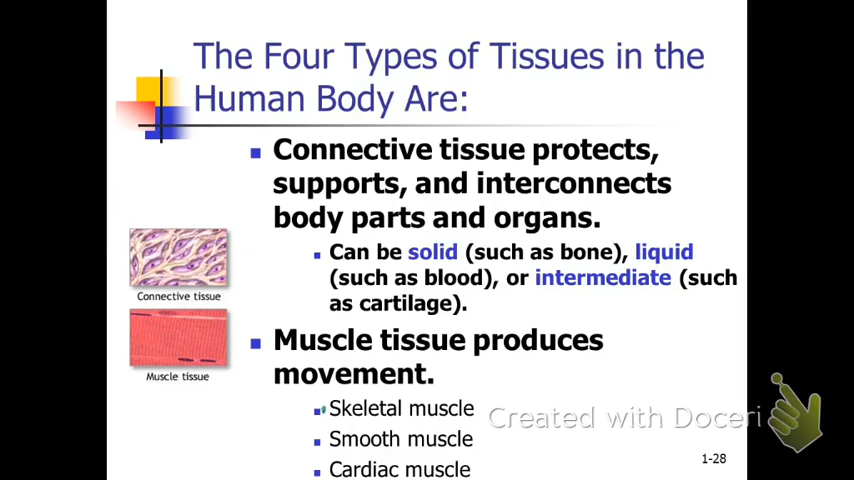 The Four Types of Tissues in the
Human Body Are:
Connective tissue protects,
supports, and interconnects
body parts and organs.
Can be solid (such as bone), liquid
(such as blood), or intermediate (such
as cartilage).
Connective tissue
Muscle tissue produces
movement.
Muscle tissue
Skeletal muscle
Smooth muscle
Cardiac muscle
Created with Doceri
1-28